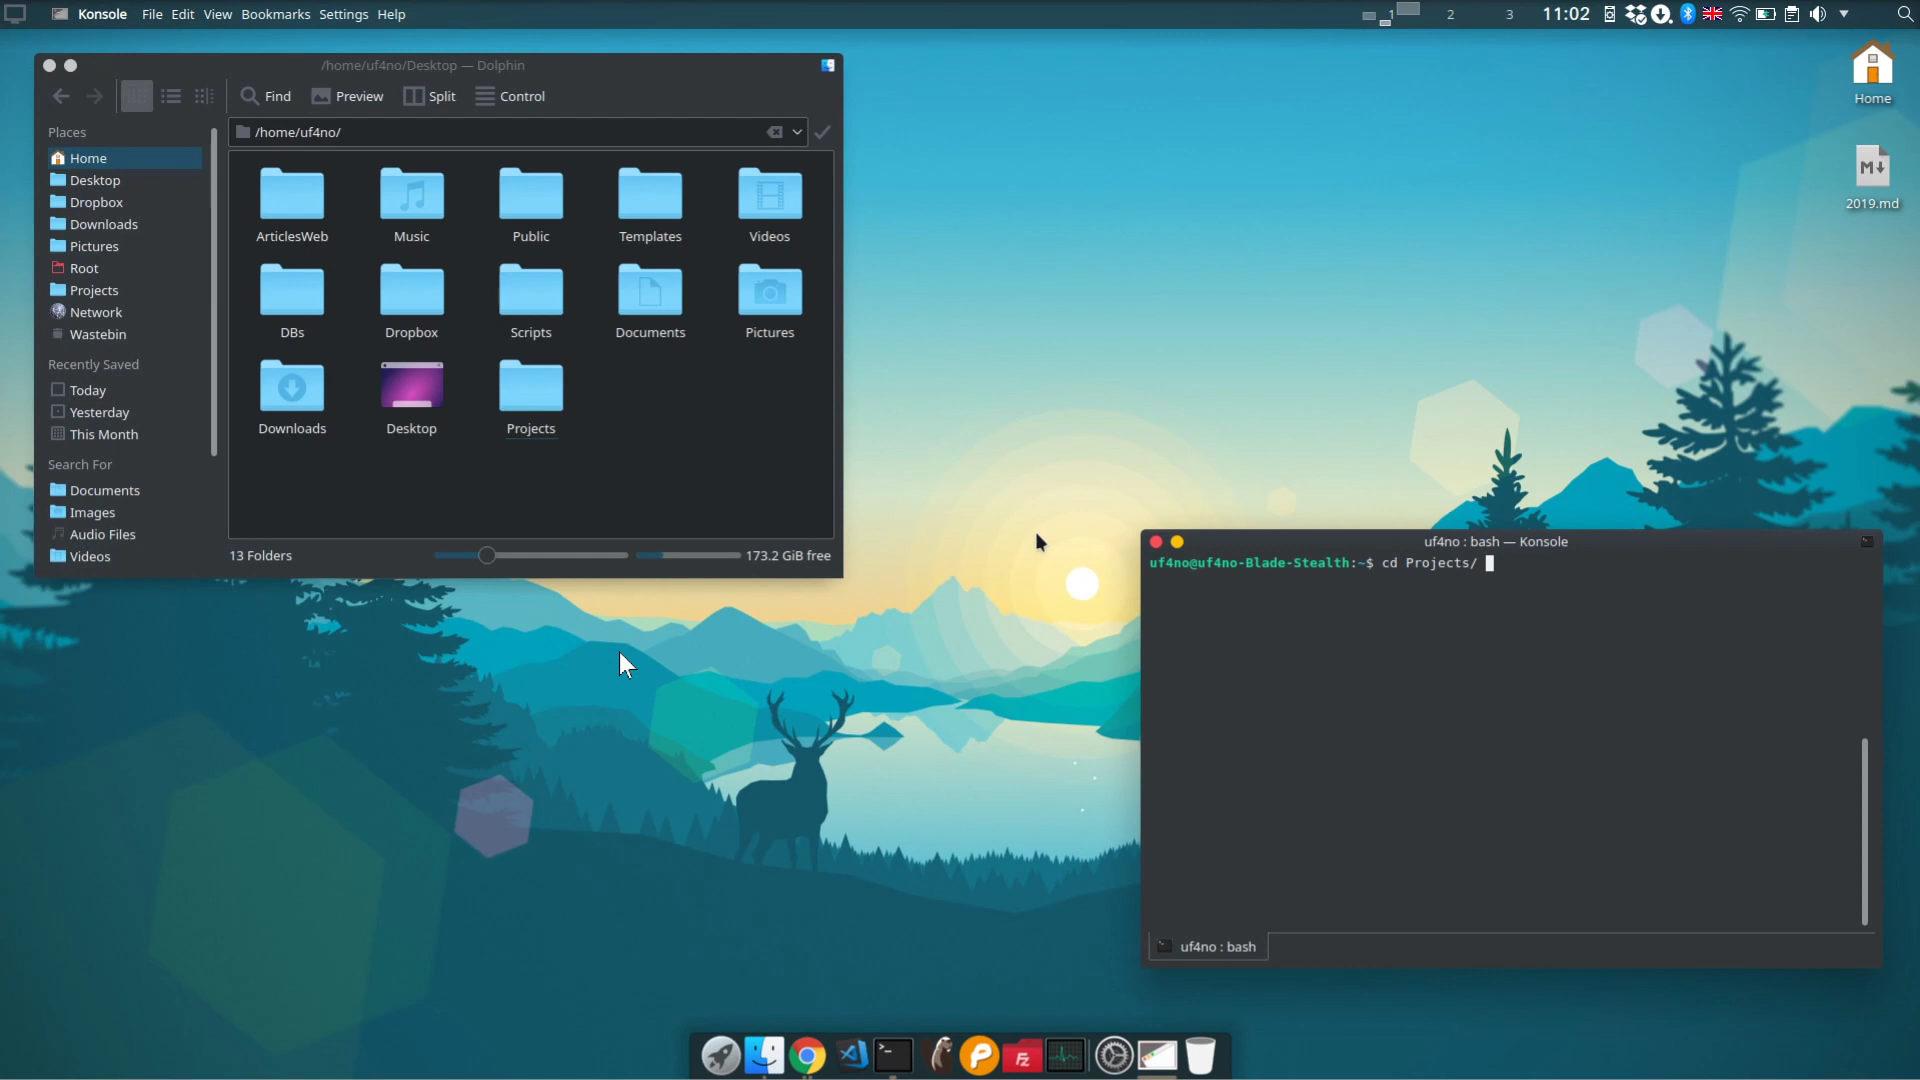 Konsole File Edit View Bookmarks Settings Help
1 2 3 11:02
/home/uf4no/Desktop — Dolphin
Find Preview Split Control
/home/uf4no/
Places
Home
Desktop
Dropbox
Downloads
Pictures
Root
Projects
Network
Wastebin
Recently Saved
Today
Yesterday
This Month
Search For
Documents
Images
Audio Files
Videos
ArticlesWeb Music Public Templates Videos
DBs Dropbox Scripts Documents Pictures
Downloads Desktop Projects
13 Folders 173.2 GiB free
Home
M
2019.md
uf4no : bash — Konsole
uf4no@uf4no-Blade-Stealth:~$ cd Projects/
uf4no : bash
>_ P Fz